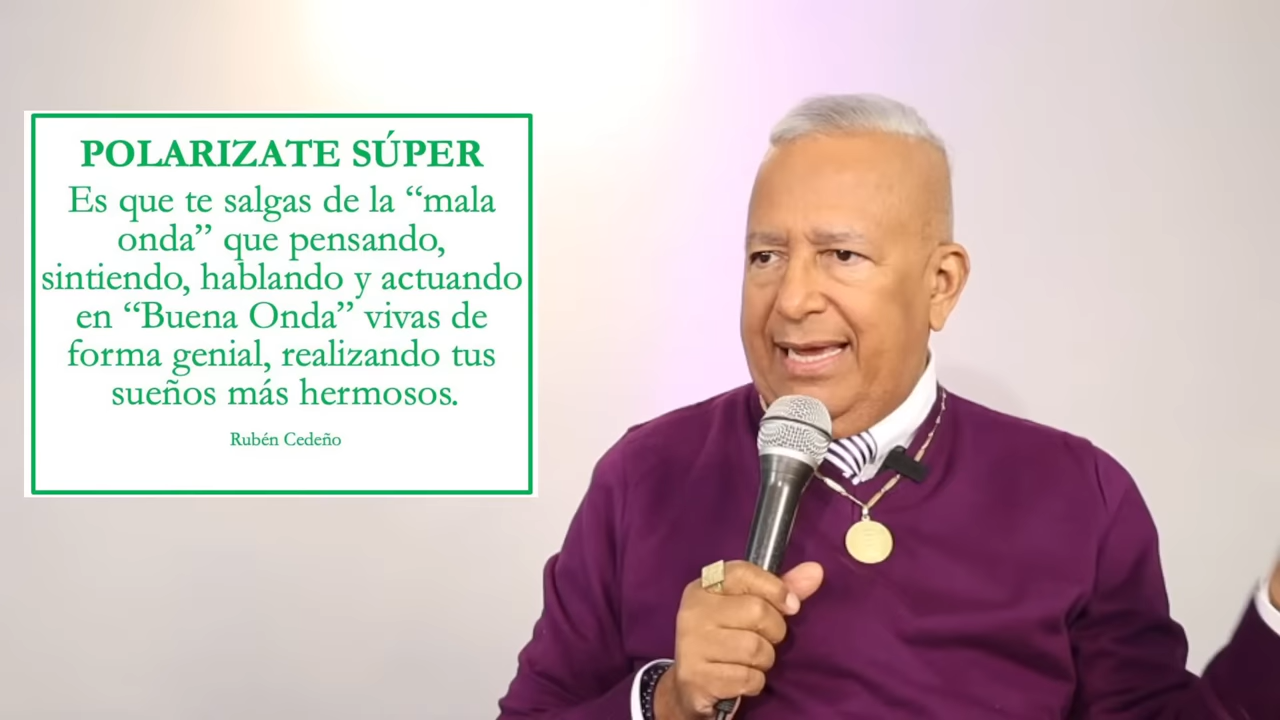 POLARIZATE SÚPER
Es que te salgas de la “mala
onda” que pensando,
sintiendo, hablando y actuando
en “Buena Onda” vivas de
forma genial, realizando tus
sueños más hermosos.
Rubén Cedeño